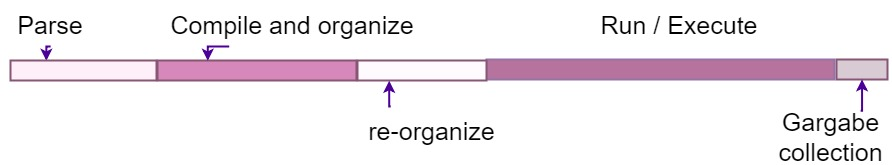 Parse
Compile and organize
Run / Execute
re-organize
Gargabe
collection